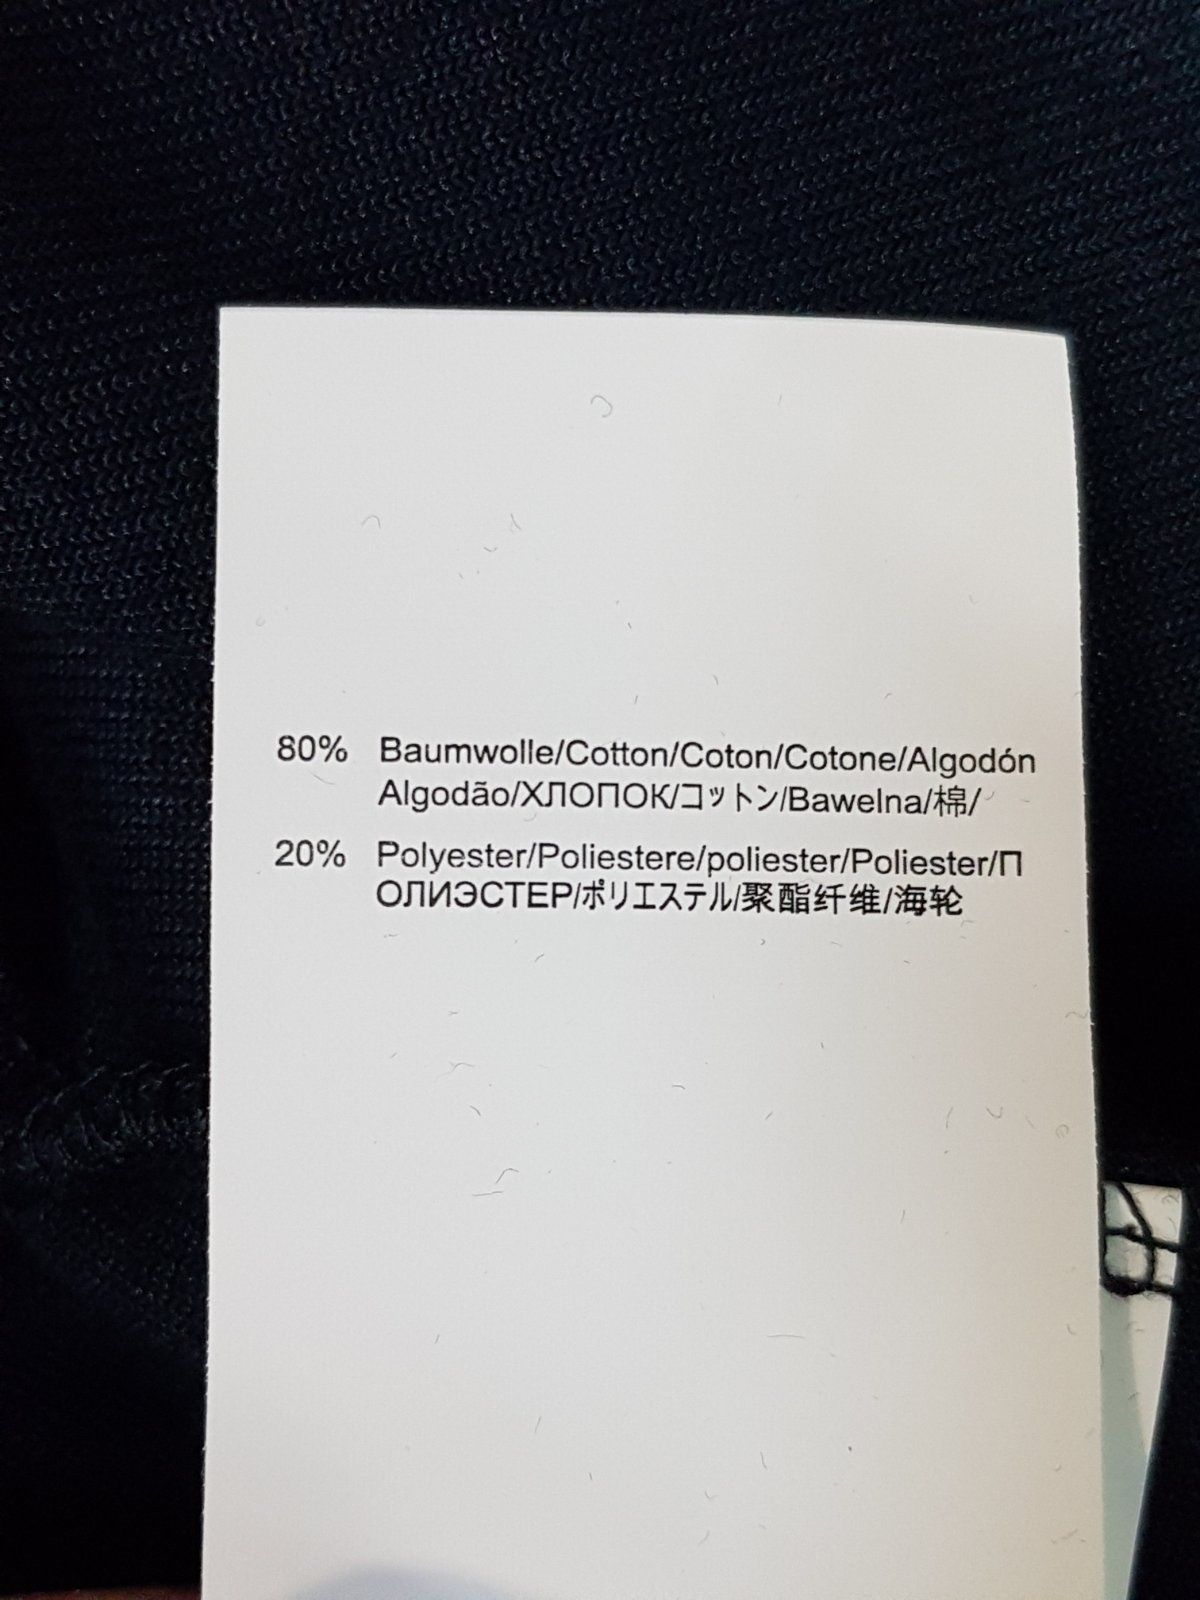 80% Baumwolle/Cotton/Coton/Cotone/Algodón
Algodão/ХЛОПОК/コットン/Bawelna/棉/
20% Polyester/Poliestere/poliester/Poliester/П
ОЛИЭСТЕР/ポリエステル/聚酯纤维/海轮